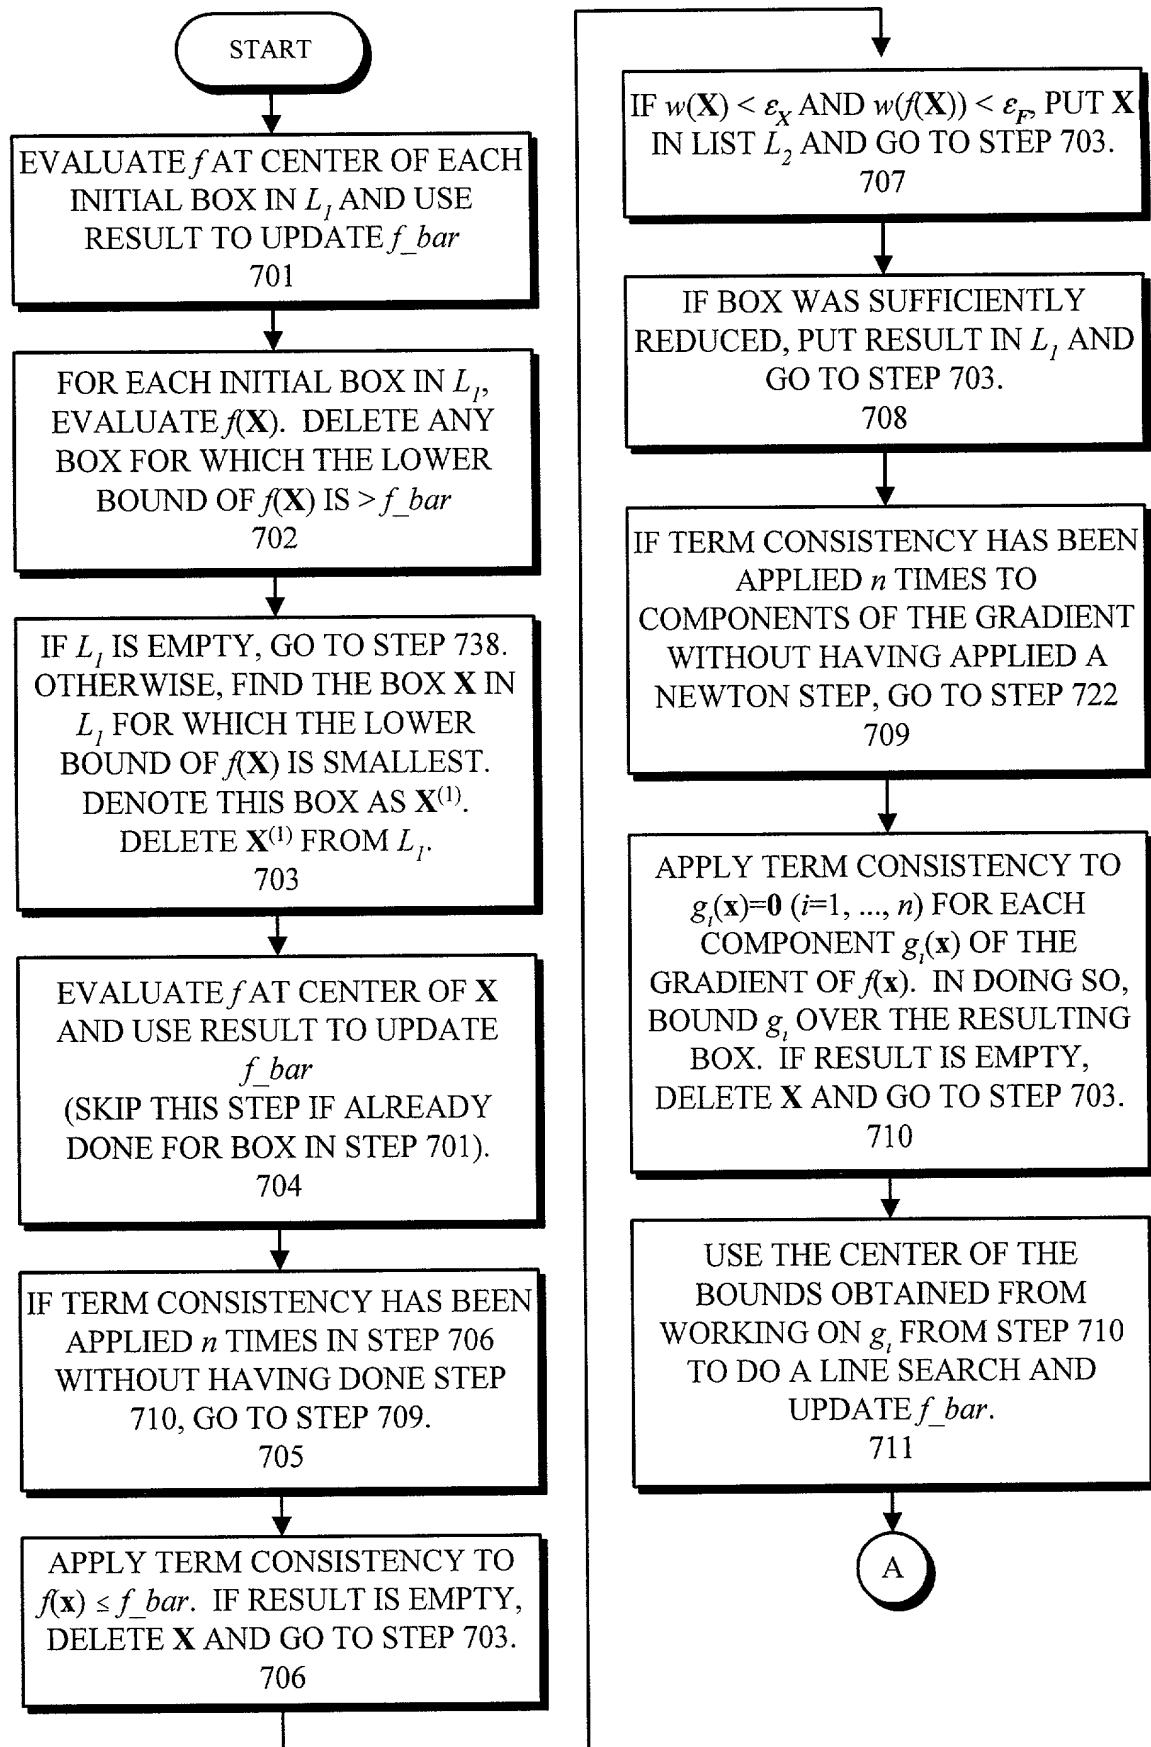 START
EVALUATE f AT CENTER OF EACH
INITIAL BOX IN L₁ AND USE
RESULT TO UPDATE f_bar
701
FOR EACH INITIAL BOX IN L₁,
EVALUATE f(X). DELETE ANY
BOX FOR WHICH THE LOWER
BOUND OF f(X) IS > f_bar
702
IF L₁ IS EMPTY, GO TO STEP 738.
OTHERWISE, FIND THE BOX X IN
L₁ FOR WHICH THE LOWER
BOUND OF f(X) IS SMALLEST.
DENOTE THIS BOX AS X⁽¹⁾.
DELETE X⁽¹⁾ FROM L₁.
703
EVALUATE f AT CENTER OF X
AND USE RESULT TO UPDATE
f_bar
(SKIP THIS STEP IF ALREADY
DONE FOR BOX IN STEP 701).
704
IF TERM CONSISTENCY HAS BEEN
APPLIED n TIMES IN STEP 706
WITHOUT HAVING DONE STEP
710, GO TO STEP 709.
705
APPLY TERM CONSISTENCY TO
f(x) ≤ f_bar. IF RESULT IS EMPTY,
DELETE X AND GO TO STEP 703.
706
IF w(X) < ε_X AND w(f(X)) < ε_F, PUT X
IN LIST L₂ AND GO TO STEP 703.
707
IF BOX WAS SUFFICIENTLY
REDUCED, PUT RESULT IN L₁ AND
GO TO STEP 703.
708
IF TERM CONSISTENCY HAS BEEN
APPLIED n TIMES TO
COMPONENTS OF THE GRADIENT
WITHOUT HAVING APPLIED A
NEWTON STEP, GO TO STEP 722
709
APPLY TERM CONSISTENCY TO
gᵢ(x)=0 (i=1, ..., n) FOR EACH
COMPONENT gᵢ(x) OF THE
GRADIENT OF f(x). IN DOING SO,
BOUND gᵢ OVER THE RESULTING
BOX. IF RESULT IS EMPTY,
DELETE X AND GO TO STEP 703.
710
USE THE CENTER OF THE
BOUNDS OBTAINED FROM
WORKING ON gᵢ FROM STEP 710
TO DO A LINE SEARCH AND
UPDATE f_bar.
711
A